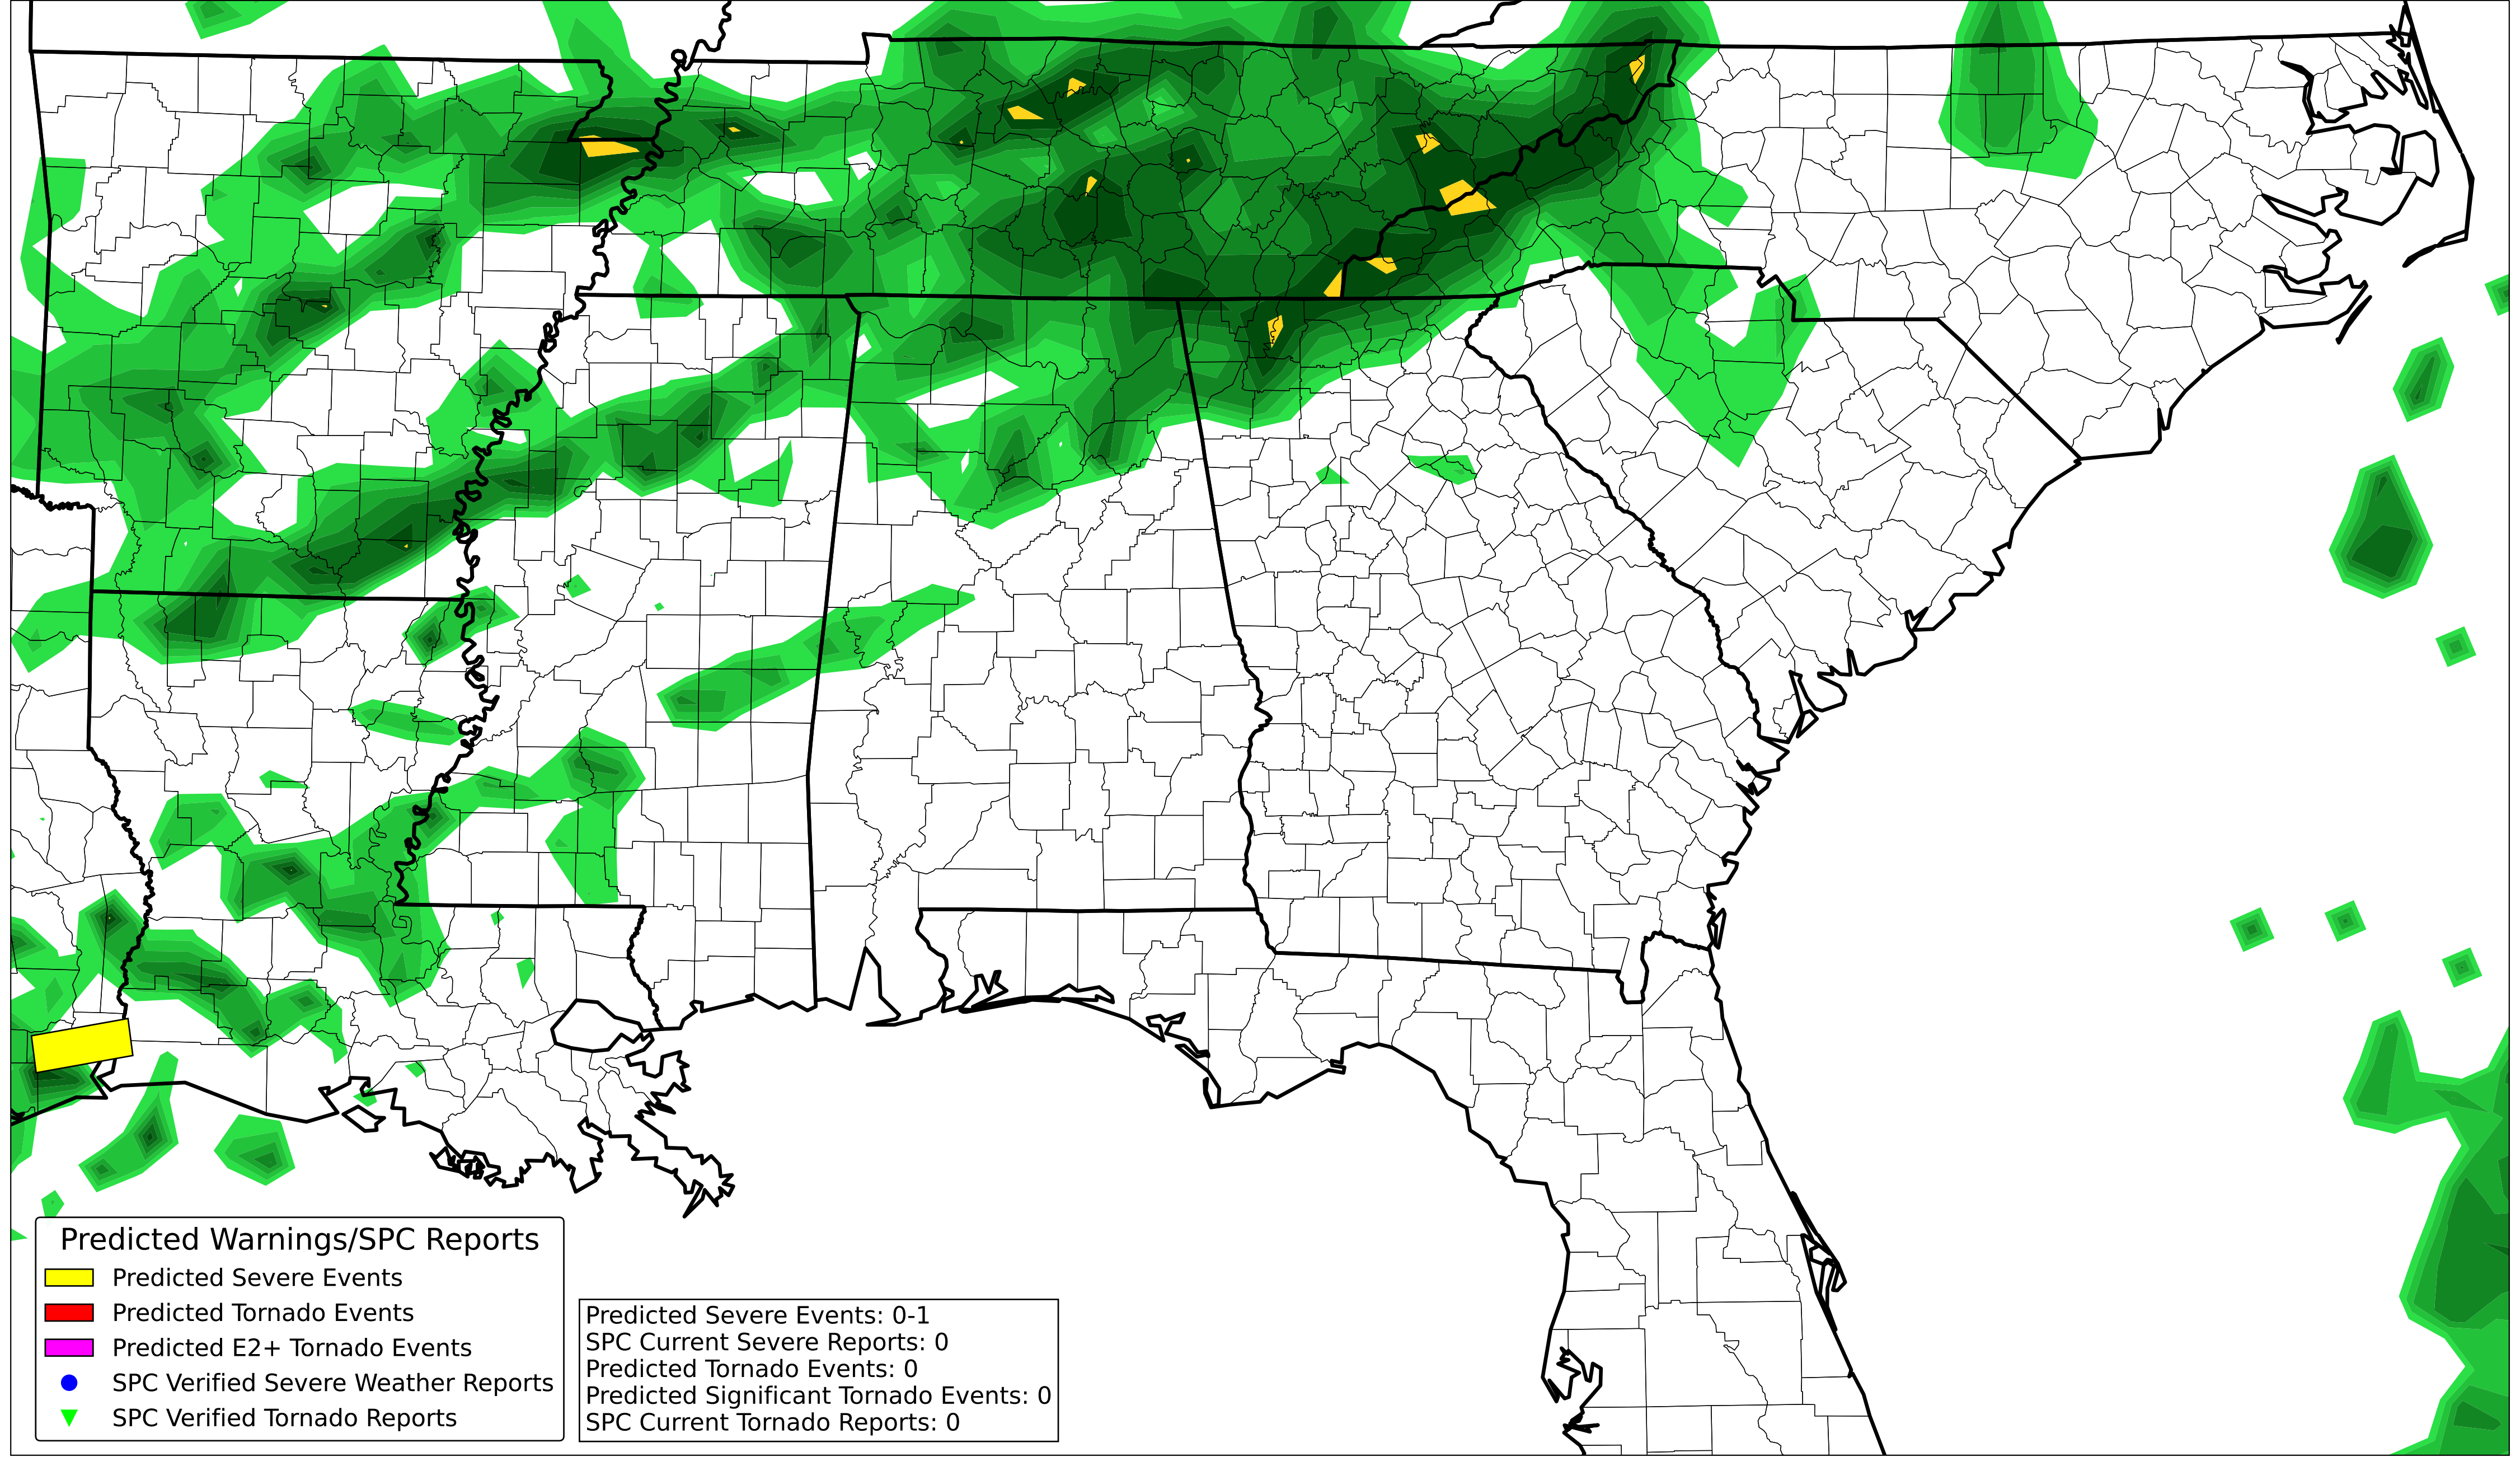 Predicted Warnings/SPC Reports
Predicted Severe Events
Predicted Tornado Events
Predicted E2+ Tornado Events
SPC Verified Severe Weather Reports
SPC Verified Tornado Reports
Predicted Severe Events: 0-1
SPC Current Severe Reports: 0
Predicted Tornado Events: 0
Predicted Significant Tornado Events: 0
SPC Current Tornado Reports: 0